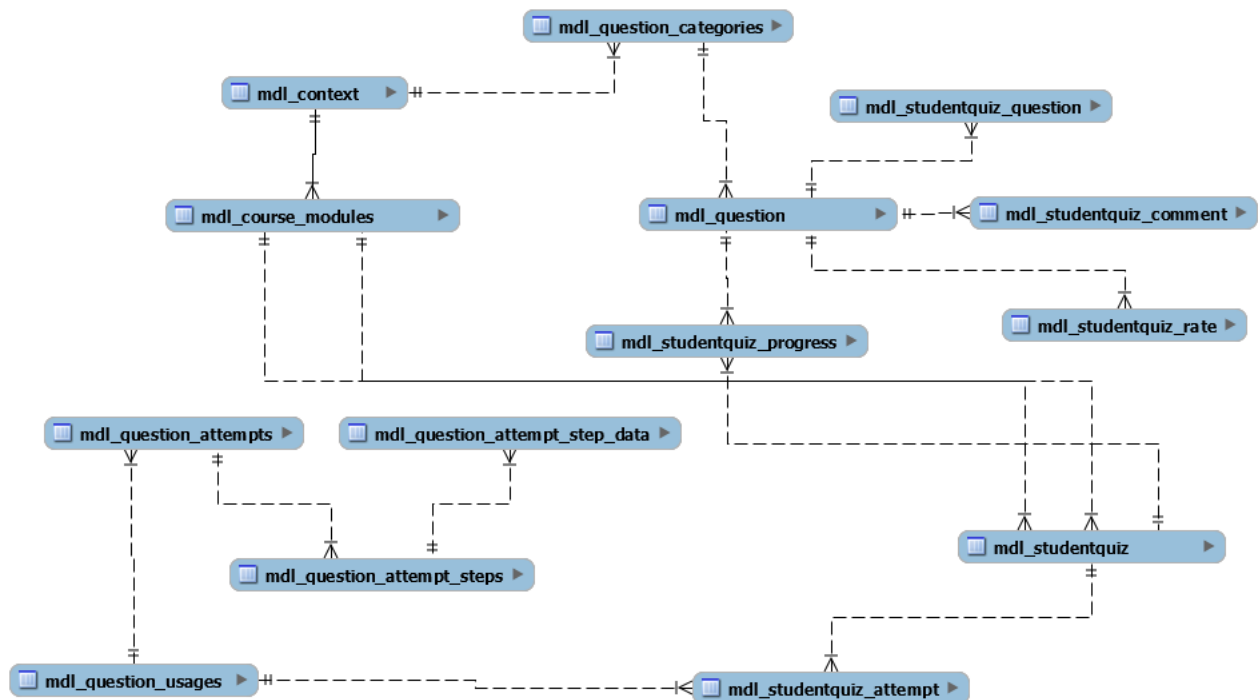 mdl_question_categories
mdl_context
mdl_studentquiz_question
mdl_course_modules
mdl_question
mdl_studentquiz_comment
mdl_studentquiz_rate
mdl_studentquiz_progress
mdl_question_attempts
mdl_question_attempt_step_data
mdl_studentquiz
mdl_question_attempt_steps
mdl_question_usages
mdl_studentquiz_attempt